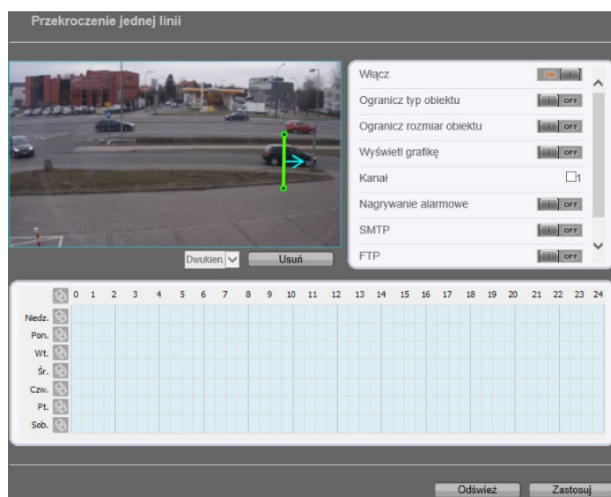 Przekroczenie jednej linii
Włącz ON
Ogranicz typ obiektu OFF
Ogranicz rozmiar obiektu OFF
Wyświetl grafikę OFF
Kanał 1
Nagrywanie alarmowe OFF
SMTP OFF
FTP OFF
Dwukien. Usuń
0 1 2 3 4 5 6 7 8 9 10 11 12 13 14 15 16 17 18 19 20 21 22 23 24
Niedz.
Pon.
Wt.
Śr.
Czw.
Pt.
Sob.
Odśwież Zastosuj